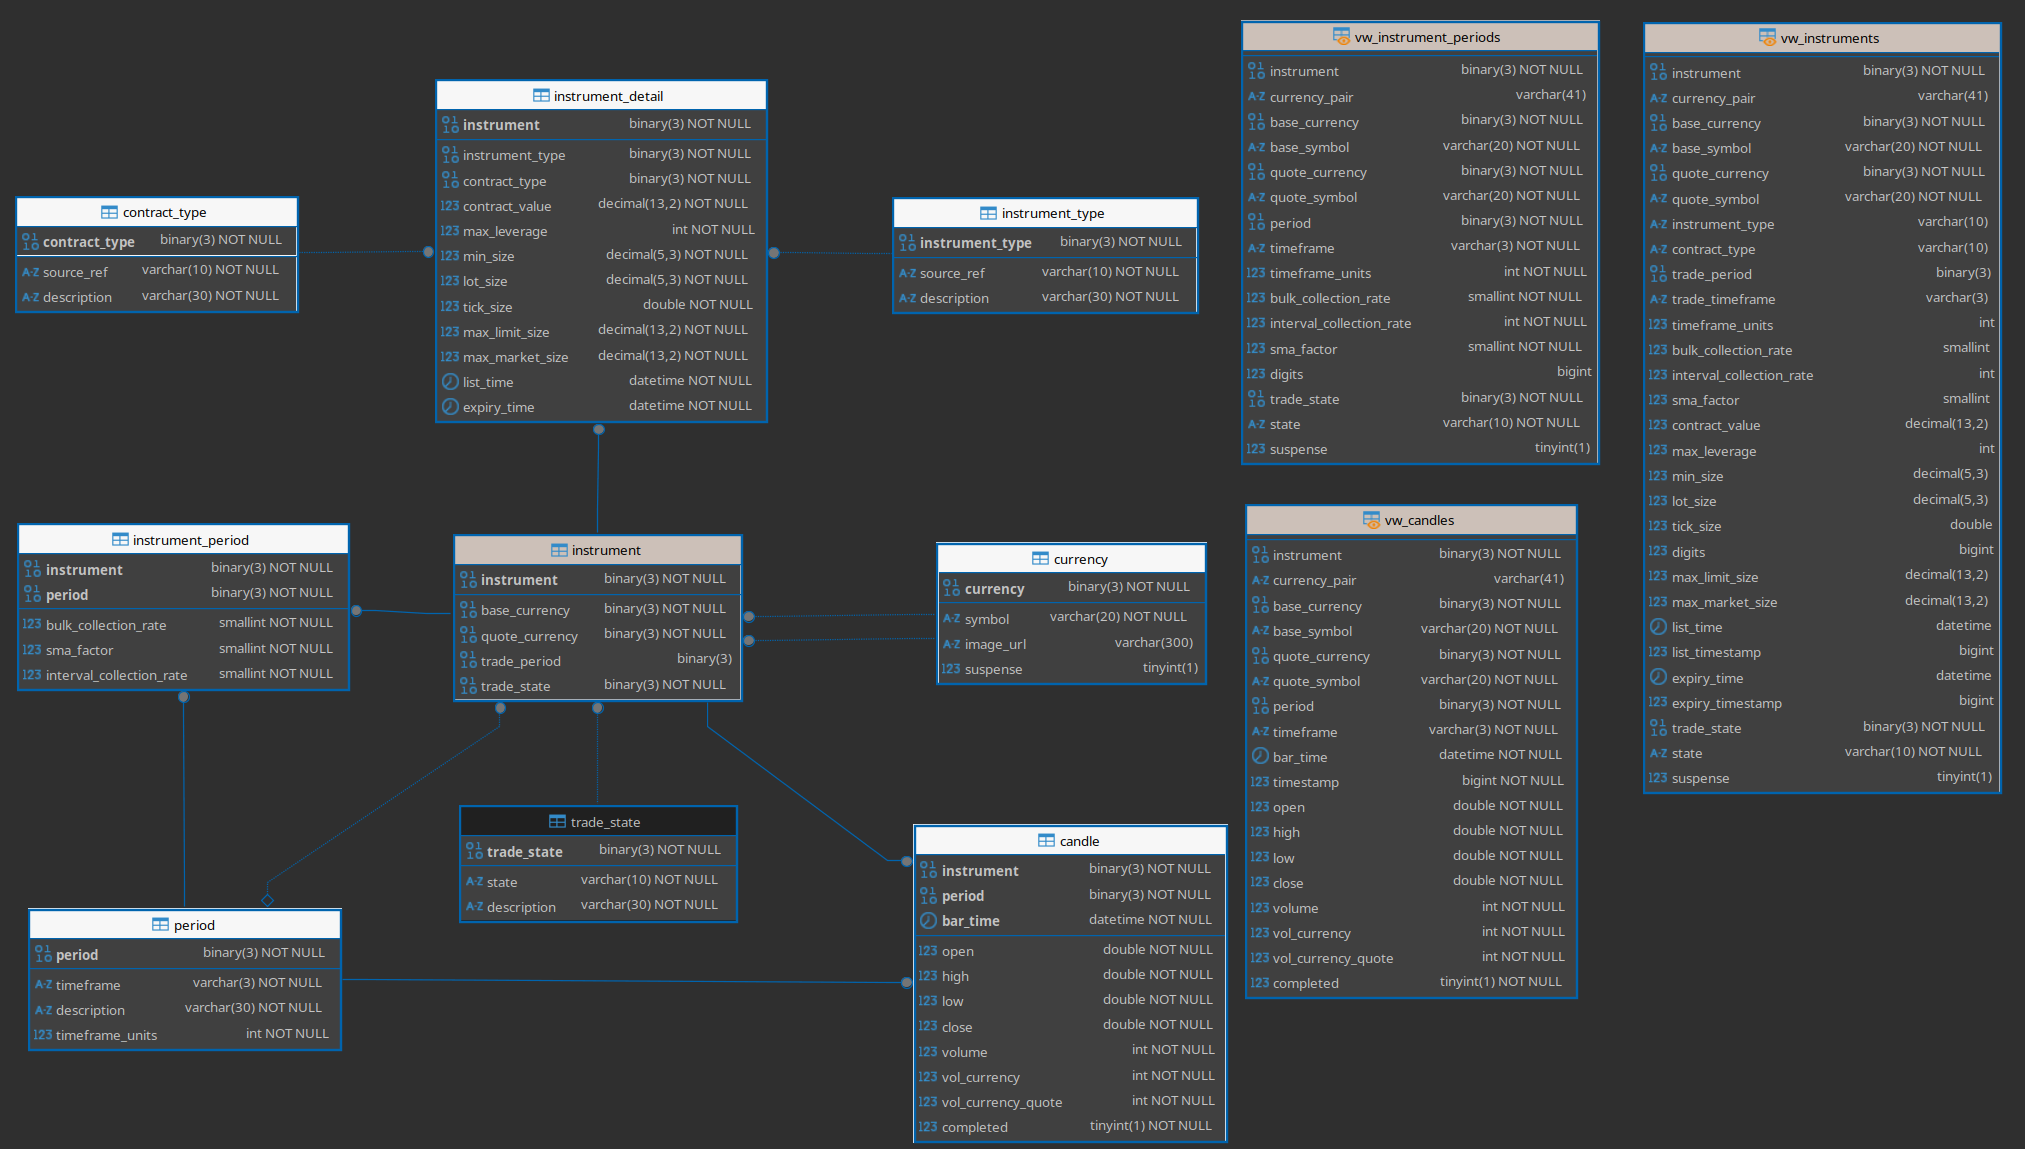 instrument_detail
instrument binary(3) NOT NULL
instrument_type binary(3) NOT NULL
contract_type binary(3) NOT NULL
contract_value decimal(13,2) NOT NULL
max_leverage int NOT NULL
min_size decimal(5,3) NOT NULL
lot_size decimal(5,3) NOT NULL
tick_size double NOT NULL
max_limit_size decimal(13,2) NOT NULL
max_market_size decimal(13,2) NOT NULL
list_time datetime NOT NULL
expiry_time datetime NOT NULL
contract_type
contract_type binary(3) NOT NULL
source_ref varchar(10) NOT NULL
description varchar(30) NOT NULL
instrument_type
instrument_type binary(3) NOT NULL
source_ref varchar(10) NOT NULL
description varchar(30) NOT NULL
instrument_period
instrument binary(3) NOT NULL
period binary(3) NOT NULL
bulk_collection_rate smallint NOT NULL
sma_factor smallint NOT NULL
interval_collection_rate smallint NOT NULL
instrument
instrument binary(3) NOT NULL
base_currency binary(3) NOT NULL
quote_currency binary(3) NOT NULL
trade_period binary(3)
trade_state binary(3) NOT NULL
currency
currency binary(3) NOT NULL
symbol varchar(20) NOT NULL
image_url varchar(300)
suspense tinyint(1)
trade_state
trade_state binary(3) NOT NULL
state varchar(10) NOT NULL
description varchar(30) NOT NULL
period
period binary(3) NOT NULL
timeframe varchar(3) NOT NULL
description varchar(30) NOT NULL
timeframe_units int NOT NULL
candle
instrument binary(3) NOT NULL
period binary(3) NOT NULL
bar_time datetime NOT NULL
open double NOT NULL
high double NOT NULL
low double NOT NULL
close double NOT NULL
volume int NOT NULL
vol_currency int NOT NULL
vol_currency_quote int NOT NULL
completed tinyint(1) NOT NULL
vw_instrument_periods
instrument binary(3) NOT NULL
currency_pair varchar(41)
base_currency binary(3) NOT NULL
base_symbol varchar(20) NOT NULL
quote_currency binary(3) NOT NULL
quote_symbol varchar(20) NOT NULL
period binary(3) NOT NULL
timeframe varchar(3) NOT NULL
timeframe_units int NOT NULL
bulk_collection_rate smallint NOT NULL
interval_collection_rate int NOT NULL
sma_factor smallint NOT NULL
digits bigint
trade_state binary(3) NOT NULL
state varchar(10) NOT NULL
suspense tinyint(1)
vw_candles
instrument binary(3) NOT NULL
currency_pair varchar(41)
base_currency binary(3) NOT NULL
base_symbol varchar(20) NOT NULL
quote_currency binary(3) NOT NULL
quote_symbol varchar(20) NOT NULL
period binary(3) NOT NULL
timeframe varchar(3) NOT NULL
bar_time datetime NOT NULL
timestamp bigint NOT NULL
open double NOT NULL
high double NOT NULL
low double NOT NULL
close double NOT NULL
volume int NOT NULL
vol_currency int NOT NULL
vol_currency_quote int NOT NULL
completed tinyint(1) NOT NULL
vw_instruments
instrument binary(3) NOT NULL
currency_pair varchar(41)
base_currency binary(3) NOT NULL
base_symbol varchar(20) NOT NULL
quote_currency binary(3) NOT NULL
quote_symbol varchar(20) NOT NULL
instrument_type varchar(10)
contract_type varchar(10)
trade_period binary(3)
trade_timeframe varchar(3)
timeframe_units int
bulk_collection_rate smallint
interval_collection_rate int
sma_factor smallint
contract_value decimal(13,2)
max_leverage int
min_size decimal(5,3)
lot_size decimal(5,3)
tick_size double
digits bigint
max_limit_size decimal(13,2)
max_market_size decimal(13,2)
list_time datetime
list_timestamp bigint
expiry_time datetime
expiry_timestamp bigint
trade_state binary(3) NOT NULL
state varchar(10) NOT NULL
suspense tinyint(1)